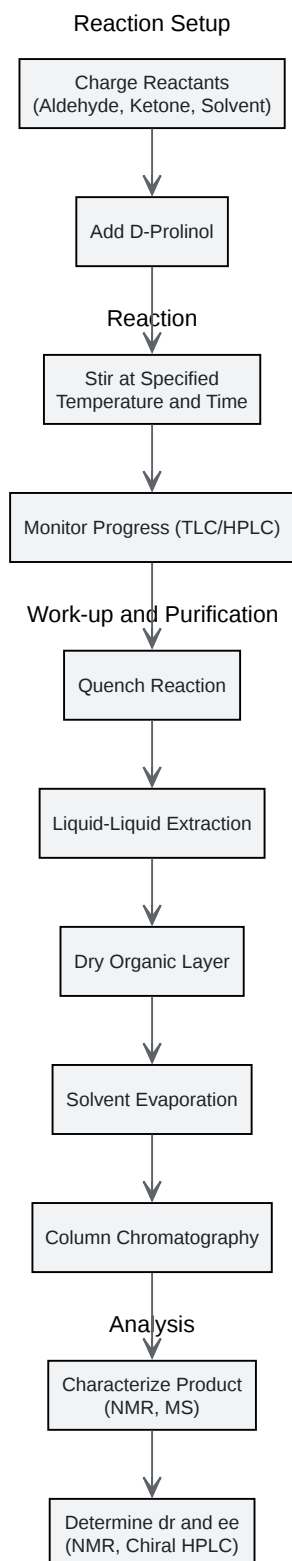 Reaction Setup
Charge Reactants
(Aldehyde, Ketone, Solvent)
Add D-Prolinol
Reaction
Stir at Specified
Temperature and Time
Monitor Progress (TLC/HPLC)
Work-up and Purification
Quench Reaction
Liquid-Liquid Extraction
Dry Organic Layer
Solvent Evaporation
Column Chromatography
Analysis
Characterize Product
(NMR, MS)
Determine dr and ee
(NMR, Chiral HPLC)